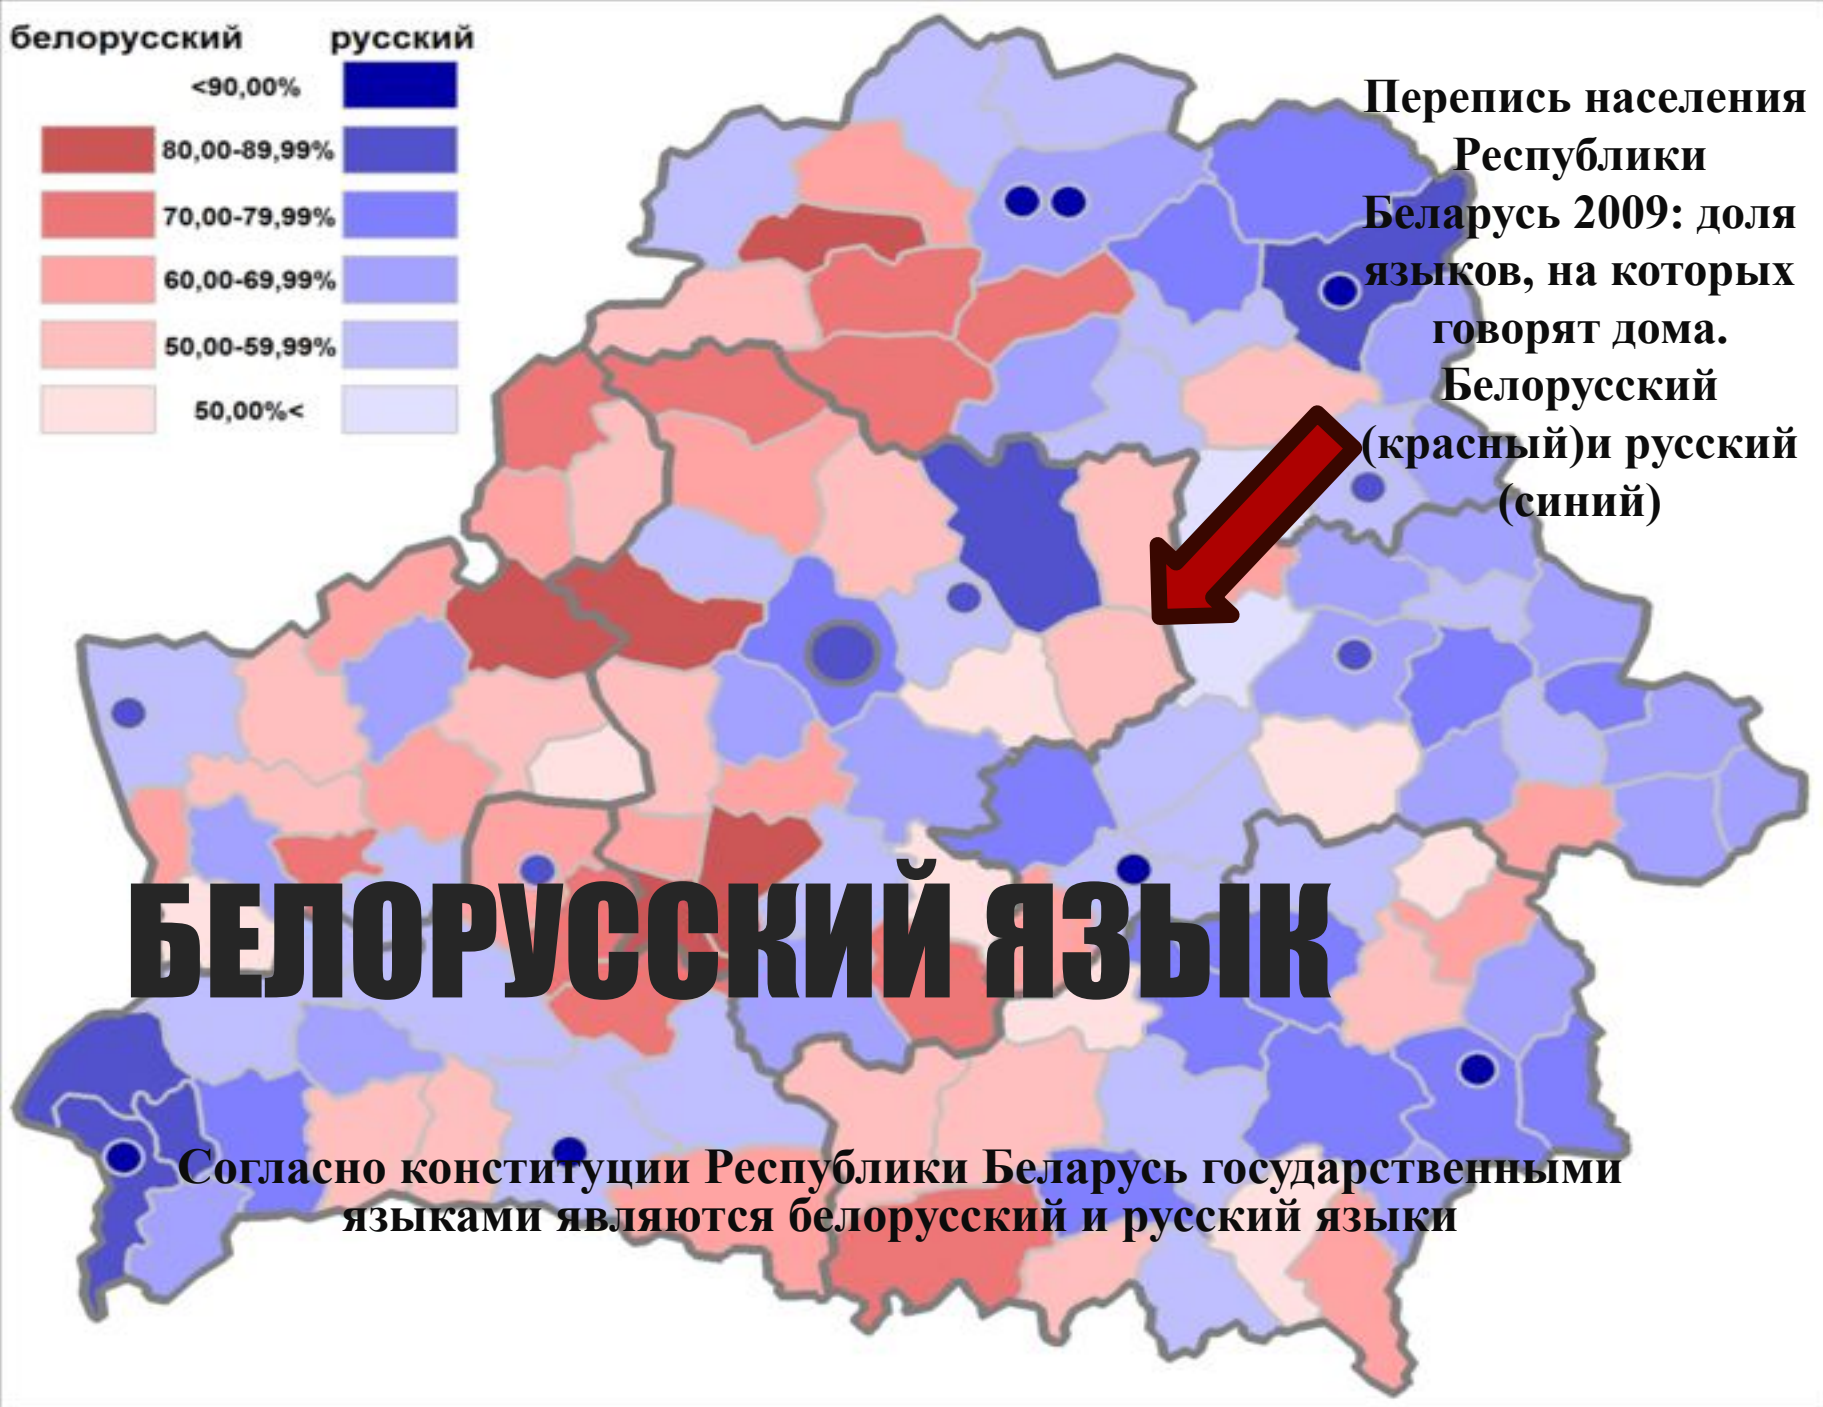 белорусский русский
<90,00%
80,00-89,99%
70,00-79,99%
60,00-69,99%
50,00-59,99%
50,00%<
Перепись населения
Республики
Беларусь 2009: доля
языков, на которых
говорят дома.
Белорусский
(красный)и русский
(синий)
БЕЛОРУССКИЙ ЯЗЫК
Согласно конституции Республики Беларусь государственными
языками являются белорусский и русский языки